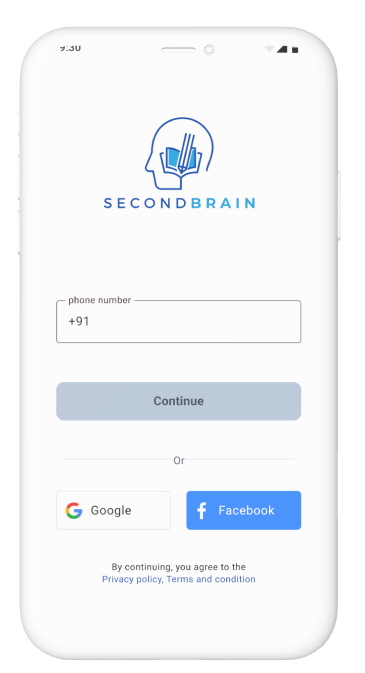 9:30
SECONDBRAIN
phone number
+91
Continue
Or
Google
Facebook
By continuing, you agree to the
Privacy policy, Terms and condition